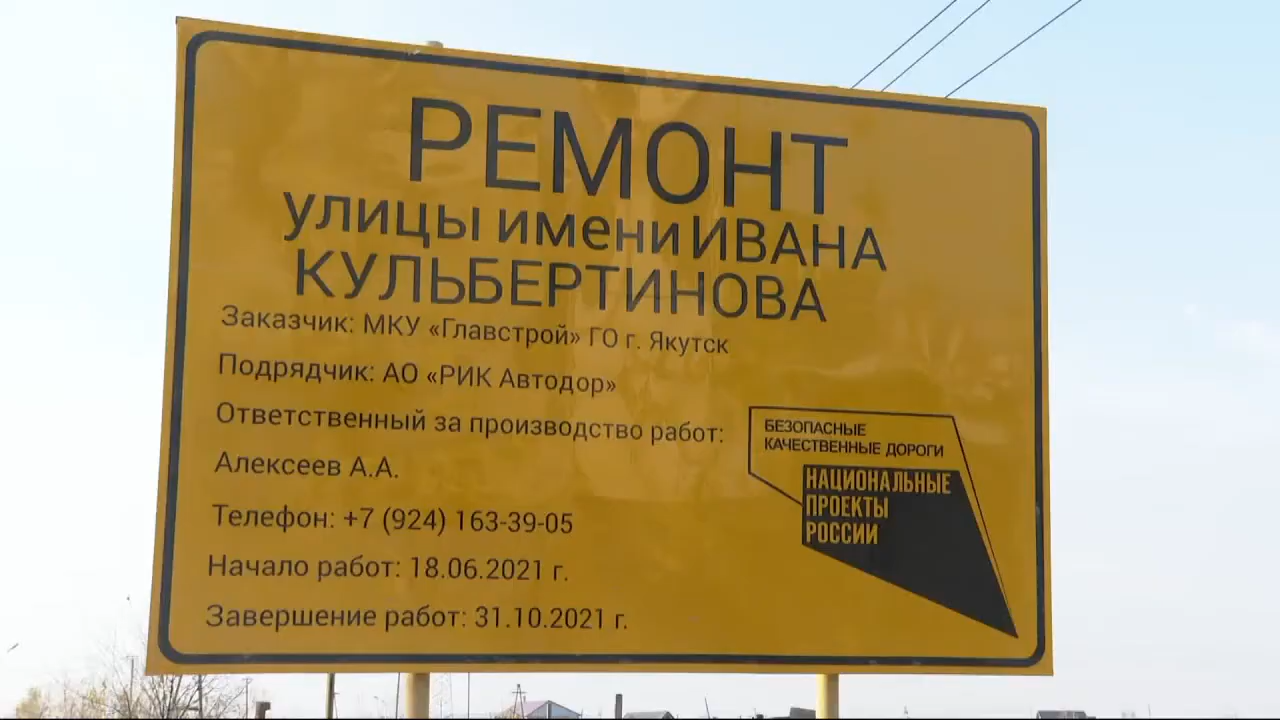 РЕМОНТ
улицы имени ИВАНА
КУЛЬБЕРТИНОВА
Заказчик: МКУ «Главстрой» ГО г. Якутск
Подрядчик: АО «РИК Автодор»
Ответственный за производство работ:
Алексеев А.А.
Телефон: +7 (924) 163-39-05
Начало работ: 18.06.2021 г.
Завершение работ: 31.10.2021 г.
БЕЗОПАСНЫЕ
КАЧЕСТВЕННЫЕ ДОРОГИ
НАЦИОНАЛЬНЫЕ
ПРОЕКТЫ
РОССИИ